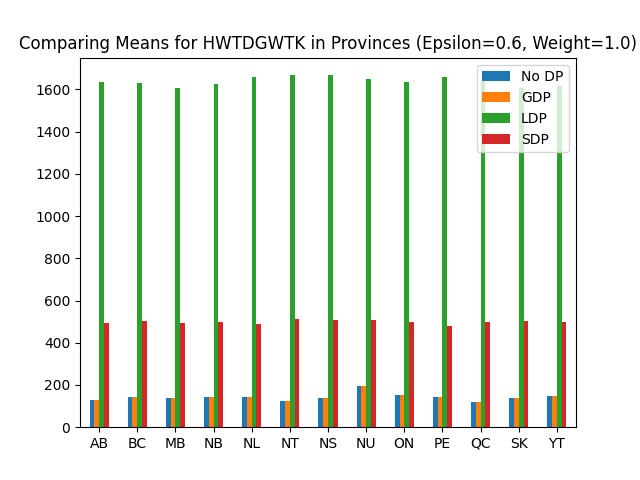 Comparing Means for HWTDGWTK in Provinces (Epsilon=0.6, Weight=1.0)
No DP
GDP
LDP
SDP
1600
1400
1200
1000
800
600
400
200
0
AB BC MB NB NL NT NS NU ON PE QC SK YT